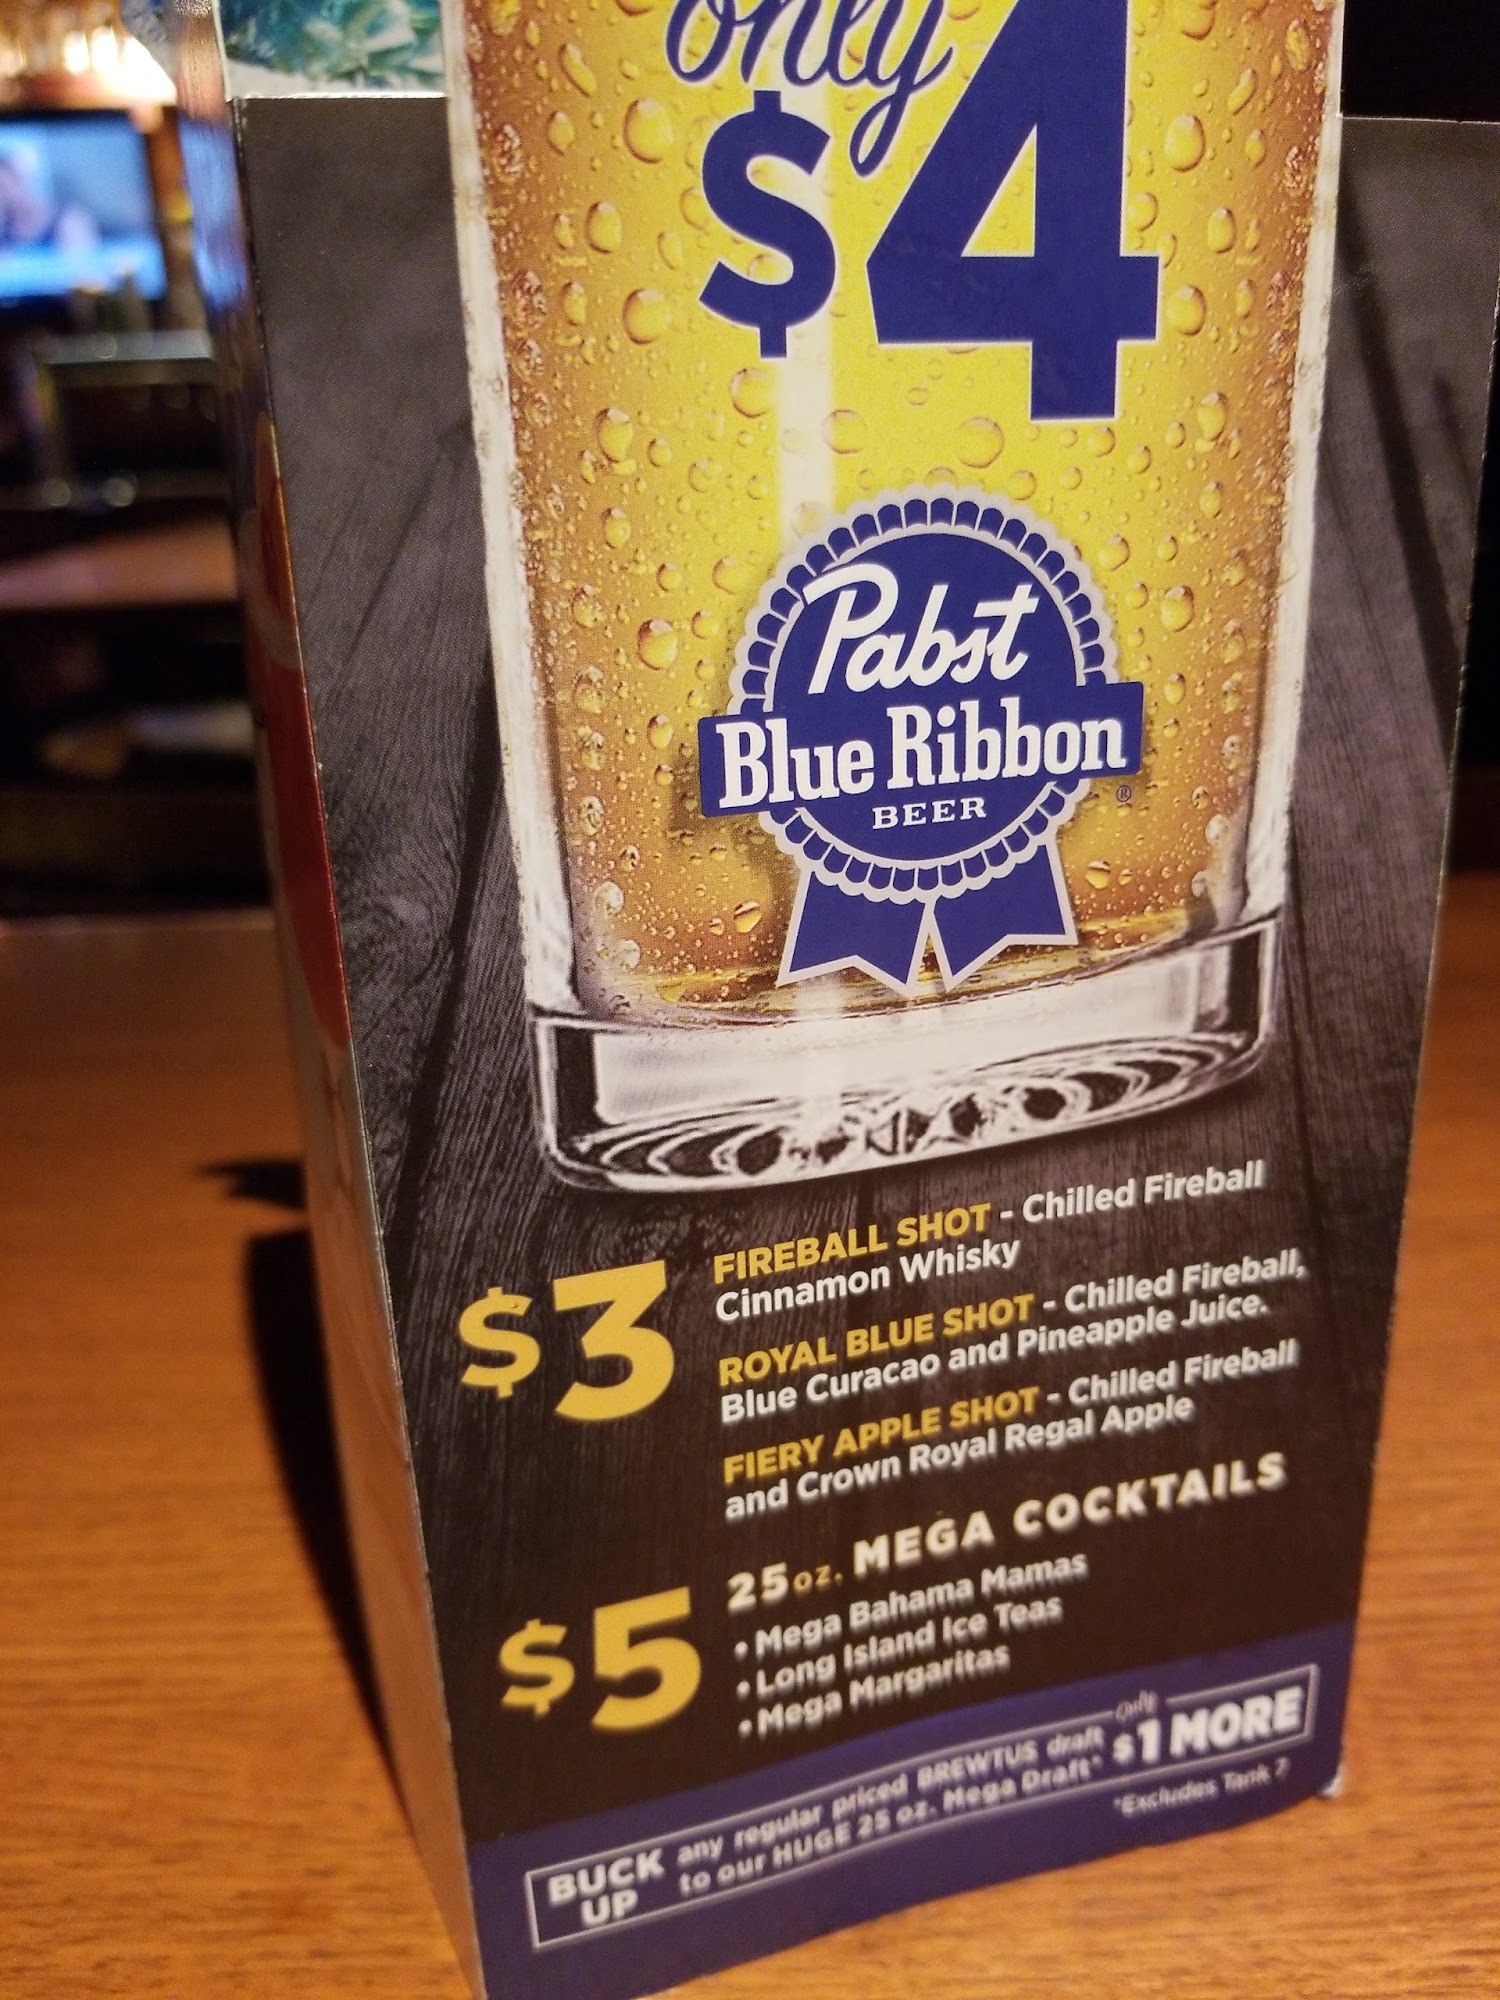 only
$4
Pabst
Blue Ribbon
BEER
®
$3
FIREBALL SHOT - Chilled Fireball
Cinnamon Whisky
ROYAL BLUE SHOT - Chilled Fireball,
Blue Curacao and Pineapple Juice.
FIERY APPLE SHOT - Chilled Fireball
and Crown Royal Regal Apple
$5
25oz. MEGA COCKTAILS
• Mega Bahama Mamas
• Long Island Ice Teas
• Mega Margaritas
BUCK UP
any regular priced BREWTUS draft
to our HUGE 25 oz. Mega Draft*
Only
$1 MORE
*Excludes Tank 7